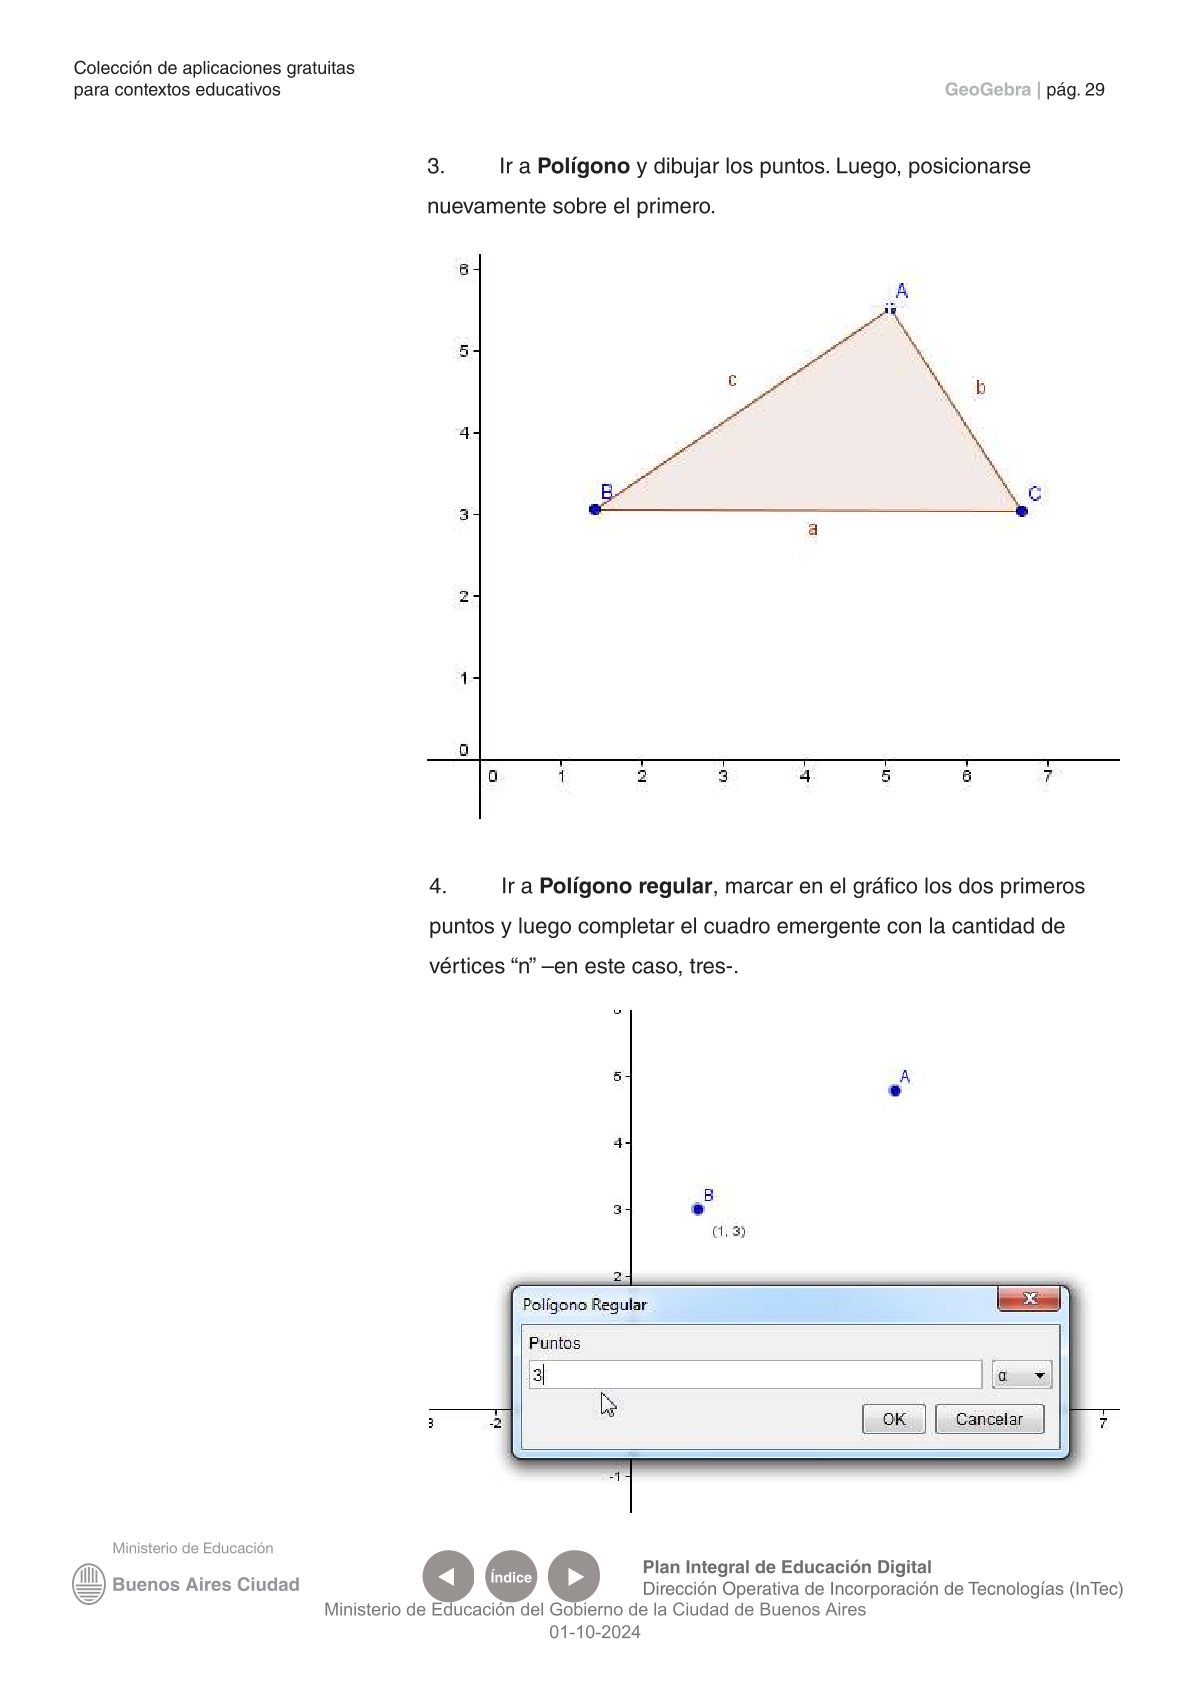 Colección de aplicaciones gratuitas
para contextos educativos
GeoGebra | pág. 29
3. Ir a Polígono y dibujar los puntos. Luego, posicionarse
nuevamente sobre el primero.
6
A
5
c
b
4
B
C
3
a
2
1
0
0 1 2 3 4 5 6 7
4. Ir a Polígono regular, marcar en el gráfico los dos primeros
puntos y luego completar el cuadro emergente con la cantidad de
vértices “n” –en este caso, tres-.
5
A
4
B
3
(1, 3)
2
Polígono Regular
Puntos
3
α
OK Cancelar
-2 7
-1
Ministerio de Educación
Buenos Aires Ciudad
Índice
Plan Integral de Educación Digital
Dirección Operativa de Incorporación de Tecnologías (InTec)
Ministerio de Educación del Gobierno de la Ciudad de Buenos Aires
01-10-2024